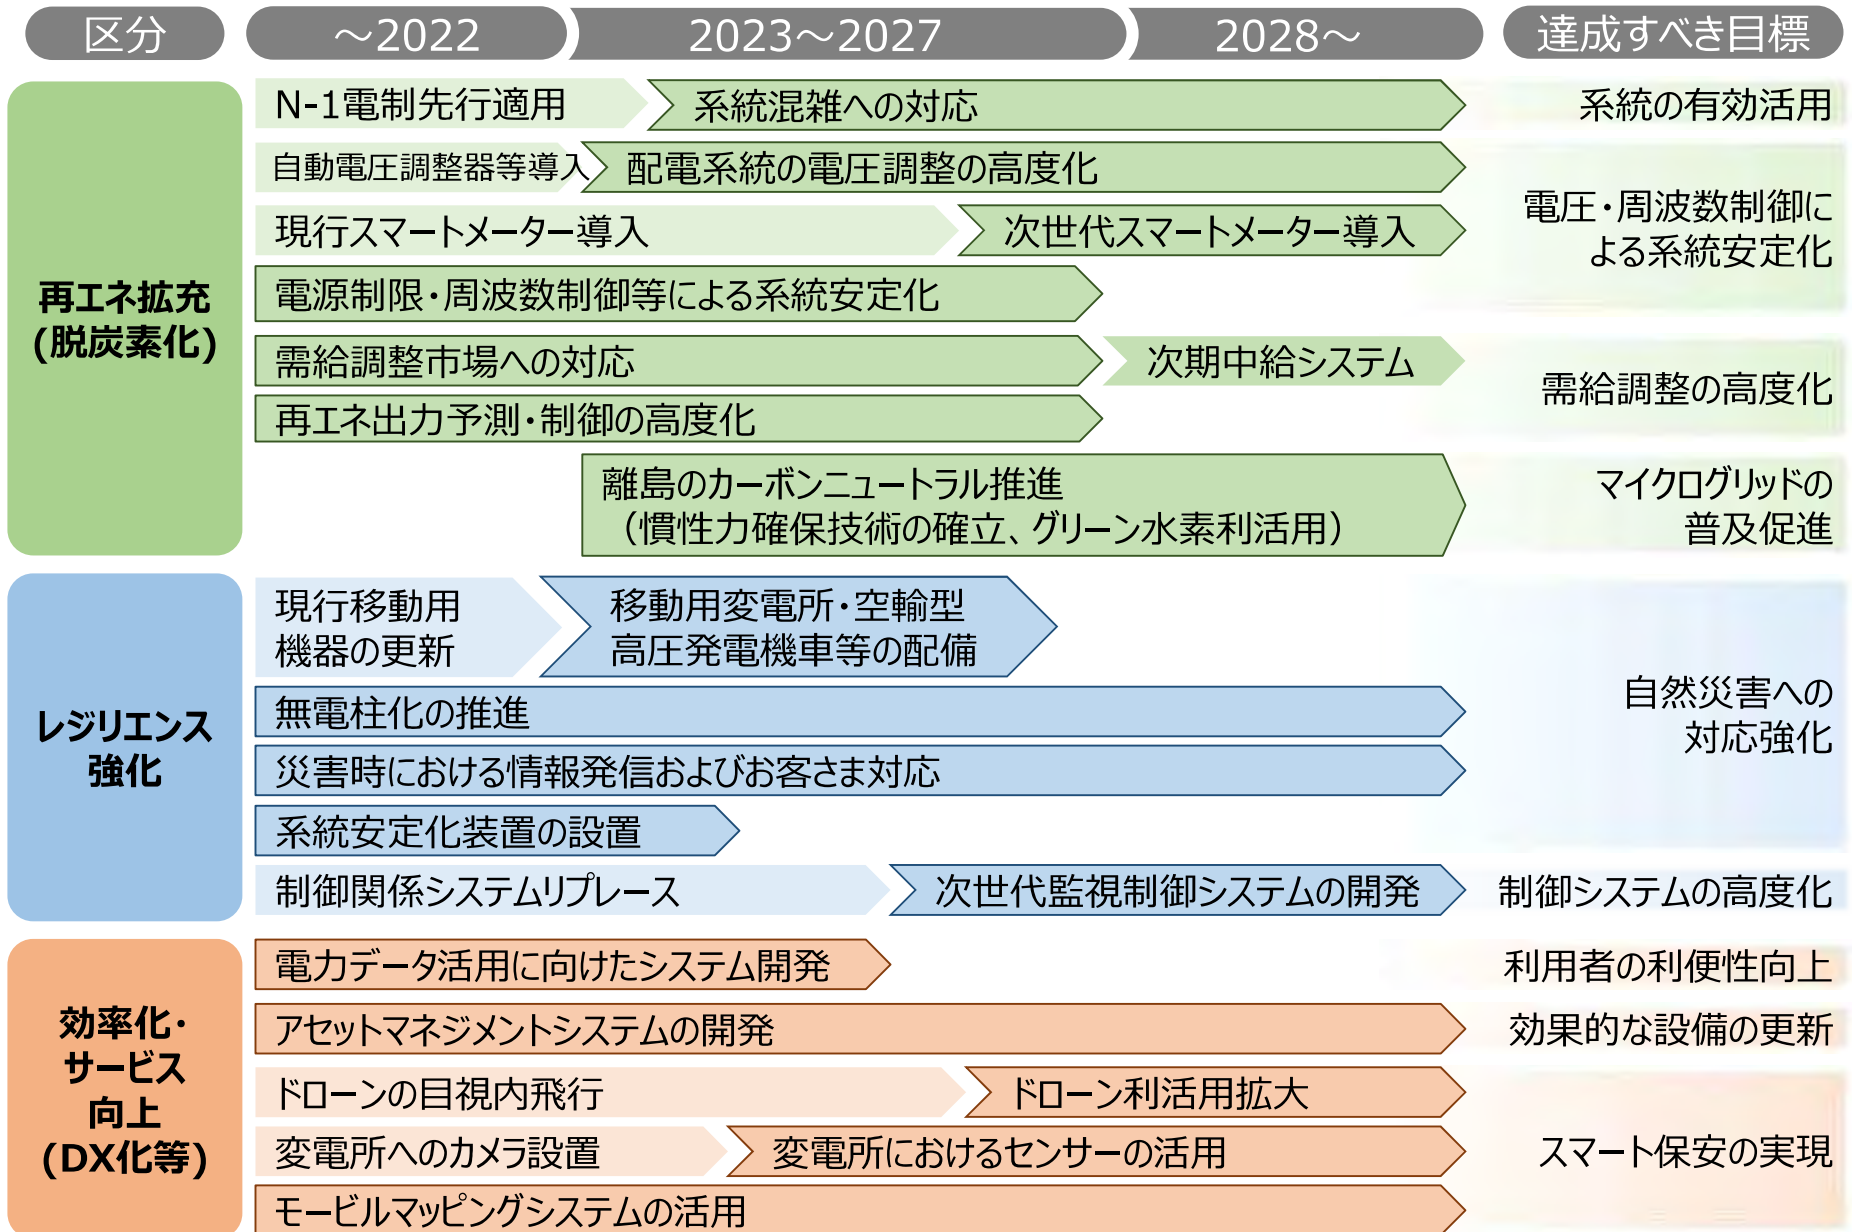 区分
～2022
2023～2027
2028～
達成すべき目標
再エネ拡充
(脱炭素化)
N-1電制先行適用
系統混雑への対応
系統の有効活用
自動電圧調整器等導入
配電系統の電圧調整の高度化
現行スマートメーター導入
次世代スマートメーター導入
電源制限・周波数制御等による系統安定化
電圧・周波数制御に
よる系統安定化
需給調整市場への対応
次期中給システム
再エネ出力予測・制御の高度化
需給調整の高度化
離島のカーボンニュートラル推進
（慣性力確保技術の確立、グリーン水素利活用）
マイクログリッドの
普及促進
レジリエンス
強化
現行移動用
機器の更新
移動用変電所・空輸型
高圧発電機車等の配備
無電柱化の推進
災害時における情報発信およびお客さま対応
系統安定化装置の設置
自然災害への
対応強化
制御関係システムリプレース
次世代監視制御システムの開発
制御システムの高度化
効率化・
サービス
向上
(DX化等)
電力データ活用に向けたシステム開発
利用者の利便性向上
アセットマネジメントシステムの開発
効果的な設備の更新
ドローンの目視内飛行
ドローン利活用拡大
変電所へのカメラ設置
変電所におけるセンサーの活用
モービルマッピングシステムの活用
スマート保安の実現